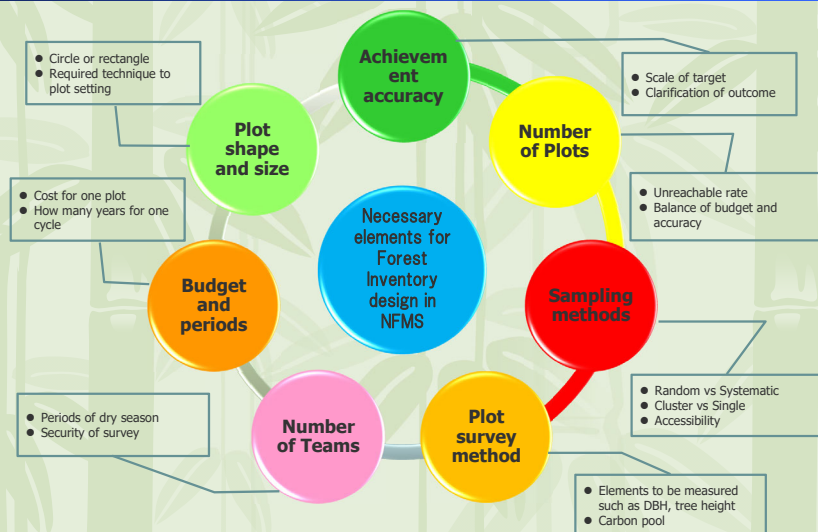 Necessary
elements for
Forest
Inventory
design in
NFMS
Achievem
ent
accuracy
● Scale of target
● Clarification of outcome
Number
of Plots
● Unreachable rate
● Balance of budget and
accuracy
Sampling
methods
● Random vs Systematic
● Cluster vs Single
● Accessibility
Plot
survey
method
● Elements to be measured
such as DBH, tree height
● Carbon pool
Number
of Teams
● Periods of dry season
● Security of survey
Budget
and
periods
● Cost for one plot
● How many years for one
cycle
Plot
shape
and size
● Circle or rectangle
● Required technique to
plot setting